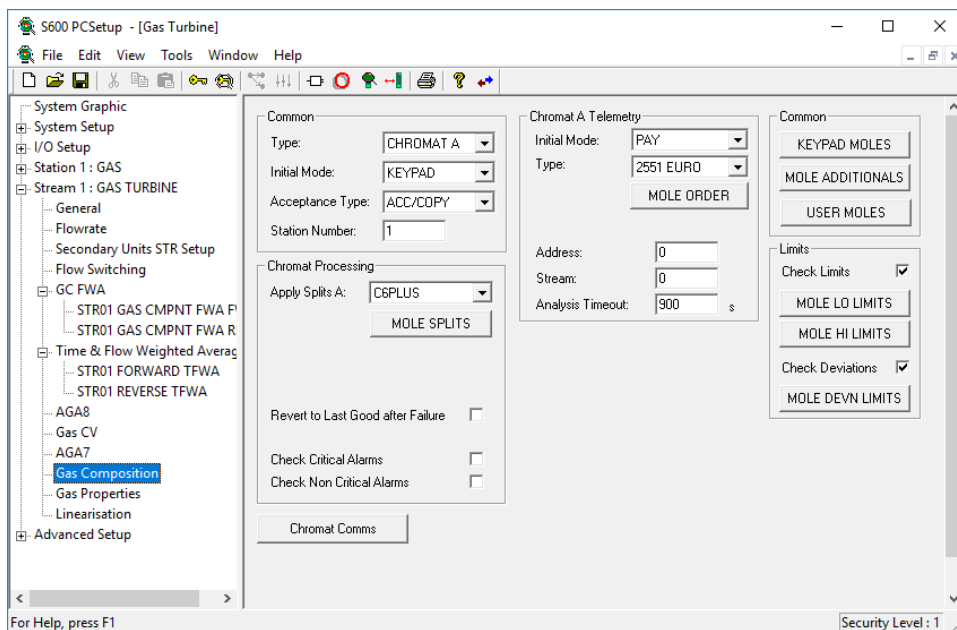 S600 PCSetup - [Gas Turbine]
File Edit View Tools Window Help
System Graphic
System Setup
I/O Setup
Station 1 : GAS
Stream 1 : GAS TURBINE
General
Flowrate
Secondary Units STR Setup
Flow Switching
GC FWA
STR01 GAS CMPNT FWA F
STR01 GAS CMPNT FWA R
Time & Flow Weighted Averag
STR01 FORWARD TFWA
STR01 REVERSE TFWA
AGA8
Gas CV
AGA7
Gas Composition
Gas Properties
Linearisation
Advanced Setup
Common
Type: CHROMAT A
Initial Mode: KEYPAD
Acceptance Type: ACC/COPY
Station Number: 1
Chromat Processing
Apply Splits A: C6PLUS
MOLE SPLITS
Revert to Last Good after Failure
Check Critical Alarms
Check Non Critical Alarms
Chromat Comms
Chromat A Telemetry
Initial Mode: PAY
Type: 2551 EURO
MOLE ORDER
Address: 0
Stream: 0
Analysis Timeout: 900 s
Common
KEYPAD MOLES
MOLE ADDITIONALS
USER MOLES
Limits
Check Limits
MOLE LO LIMITS
MOLE HI LIMITS
Check Deviations
MOLE DEVN LIMITS
For Help, press F1
Security Level : 1